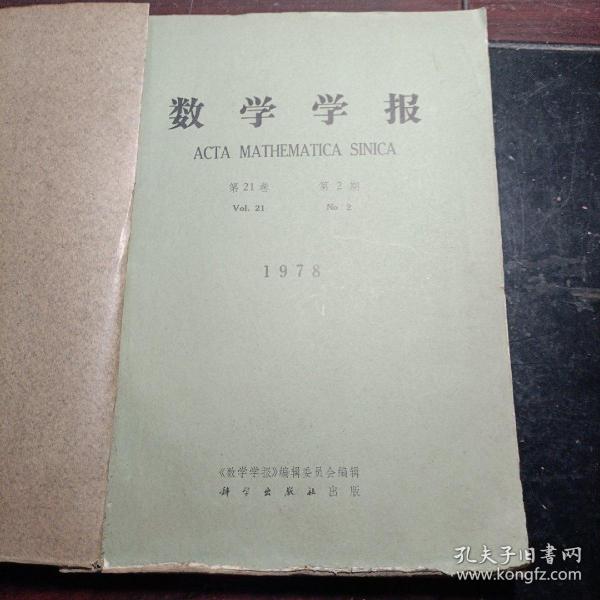 数学学报
ACTA MATHEMATICA SINICA
第21卷 第2期
Vol. 21 No 2
1978
《数学学报》编辑委员会编辑
科学出版社 出版
孔夫子旧书网
www.kongfz.com